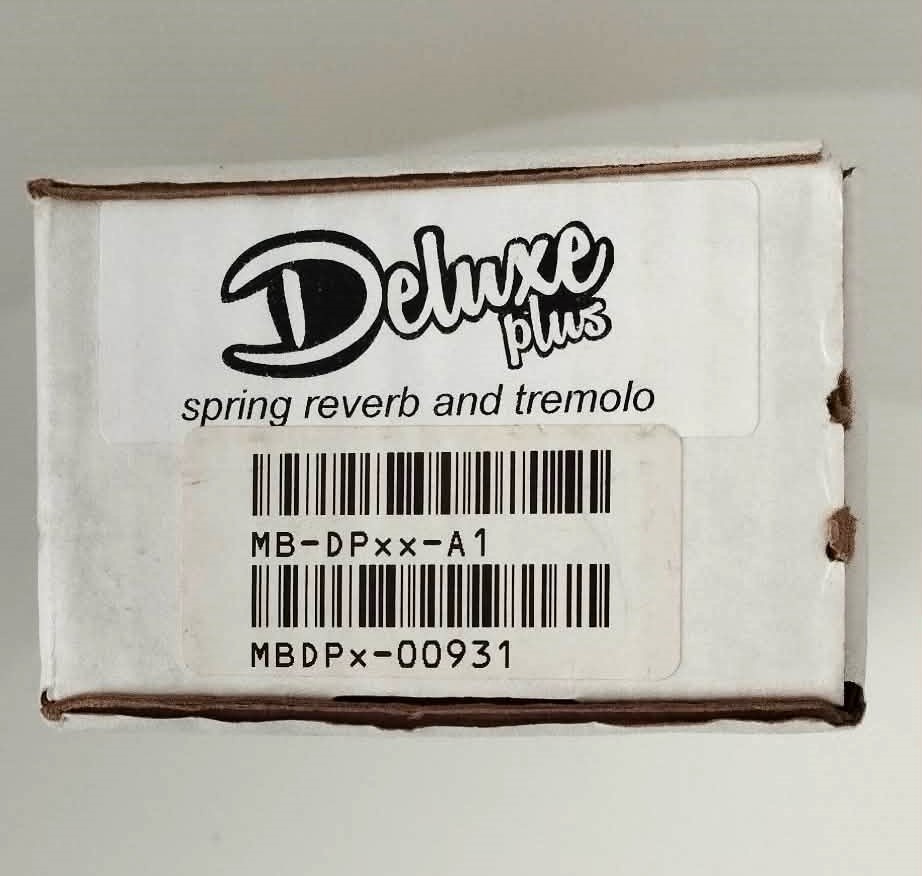 Deluxe
plus
spring reverb and tremolo
MB-DPxx-A1
MBDPx-00931